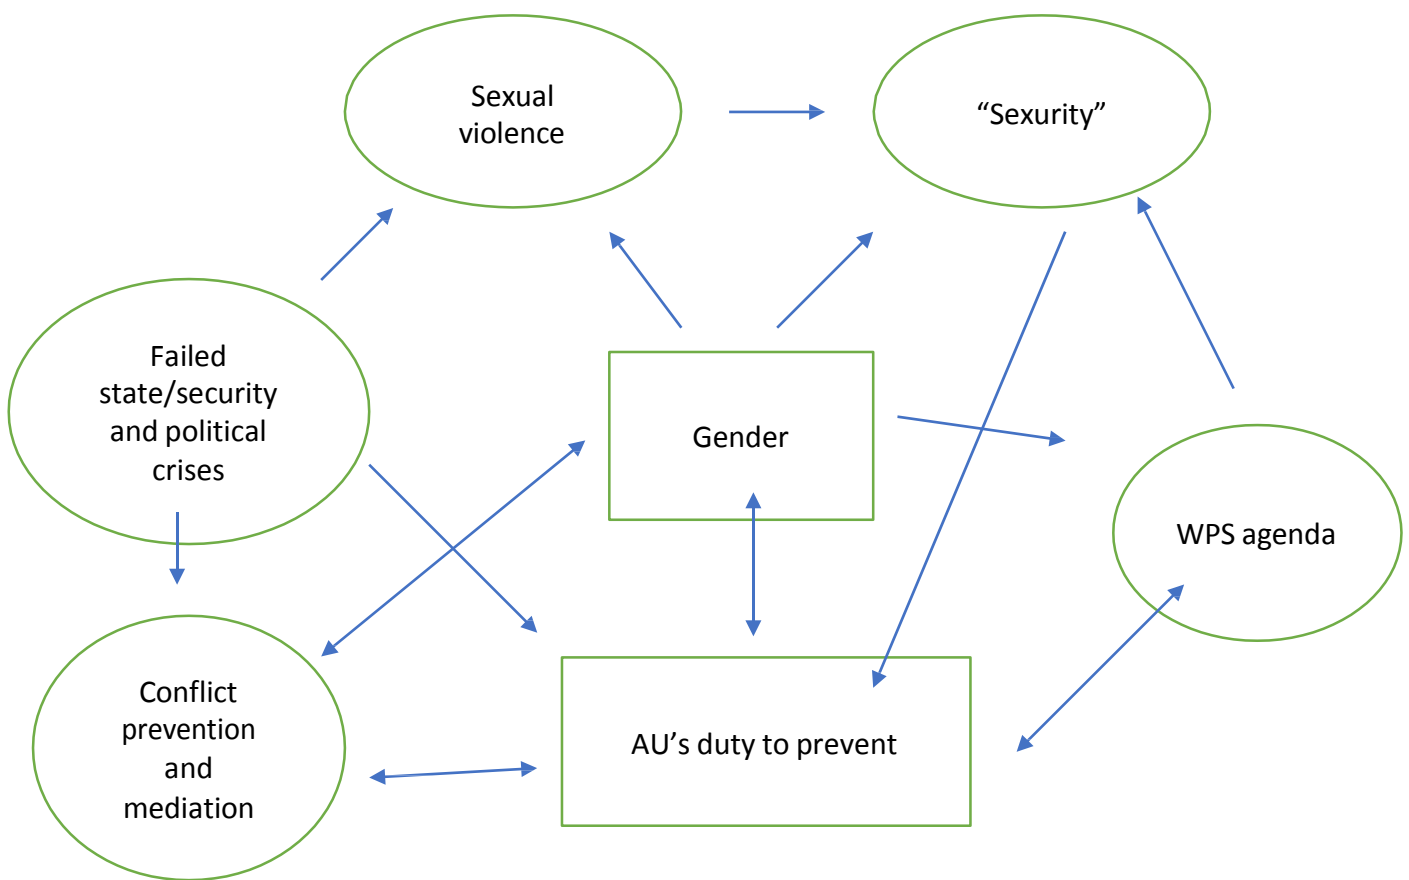 Sexual
violence
“Sexurity”
Failed
state/security
and political
crises
Gender
WPS agenda
Conflict
prevention
and
mediation
AU’s duty to prevent